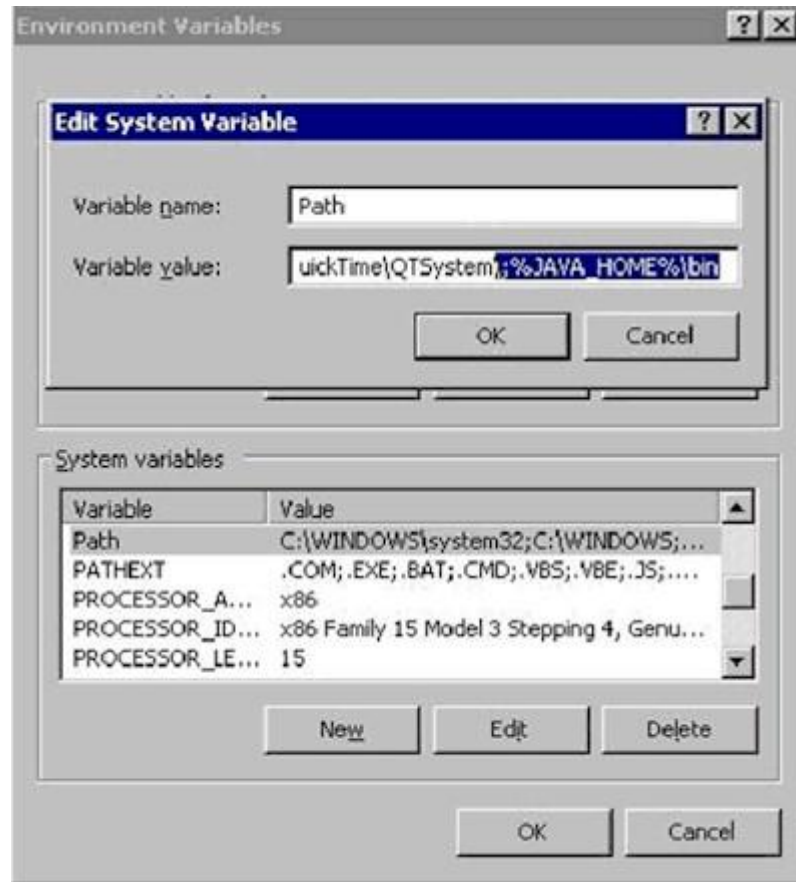 Environment Variables
Edit System Variable
Variable name:
Path
Variable value:
uickTime\QTSystem\;%JAVA_HOME%\bin
OK
Cancel
System variables
Variable Value
Path C:\WINDOWS\system32;C:\WINDOWS;...
PATHEXT .COM;.EXE;.BAT;.CMD;.VBS;.VBE;.JS;....
PROCESSOR_A... x86
PROCESSOR_ID... x86 Family 15 Model 3 Stepping 4, Genu...
PROCESSOR_LE... 15
New
Edit
Delete
OK
Cancel